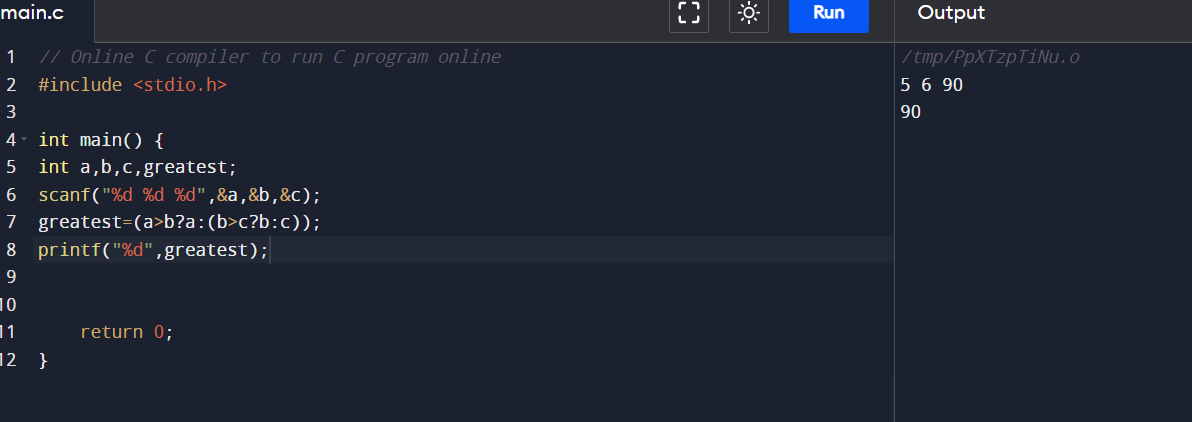 main.c
Run
Output
1 // Online C compiler to run C program online
2 #include <stdio.h>
3
4 int main() {
5 int a,b,c,greatest;
6 scanf("%d %d %d",&a,&b,&c);
7 greatest=(a>b?a:(b>c?b:c));
8 printf("%d",greatest);
9
10
11     return 0;
12 }
/tmp/PpXTzpTiNu.o
5 6 90
90